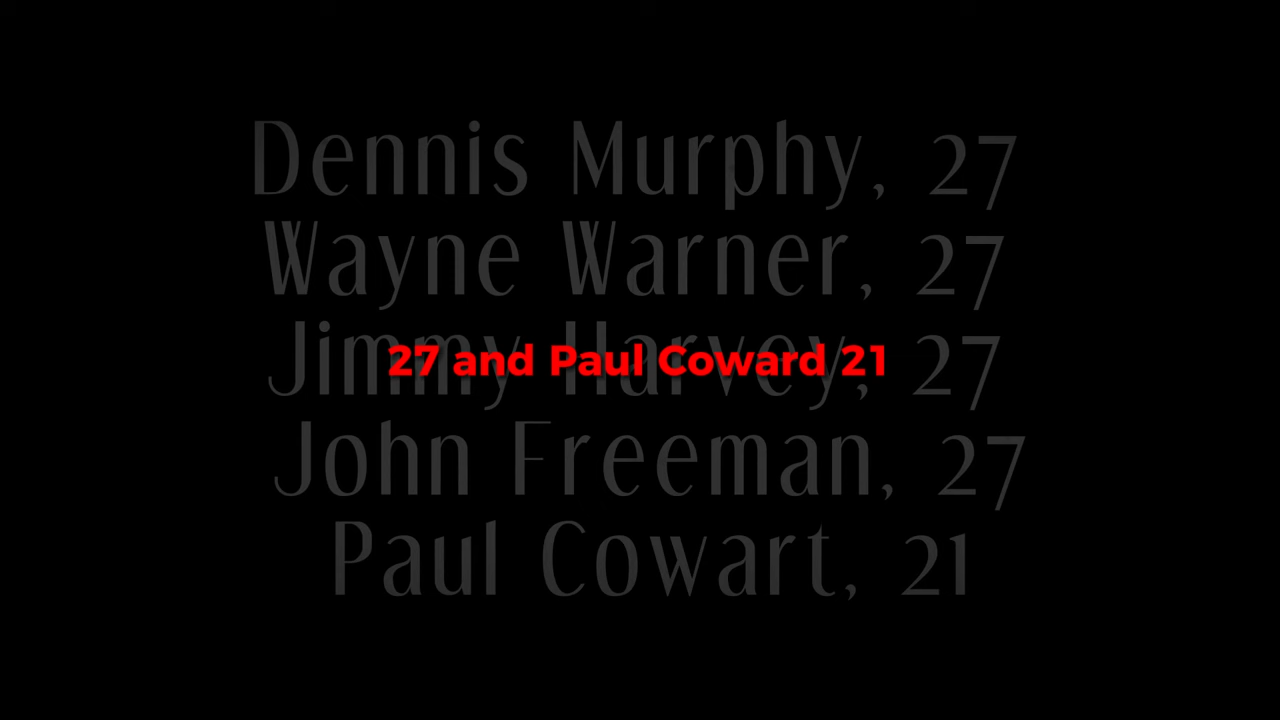 Dennis Murphy, 27
Wayne Warner, 27
Jimmy Harvey, 27
27 and Paul Coward 21
John Freeman, 27
Paul Cowart, 21